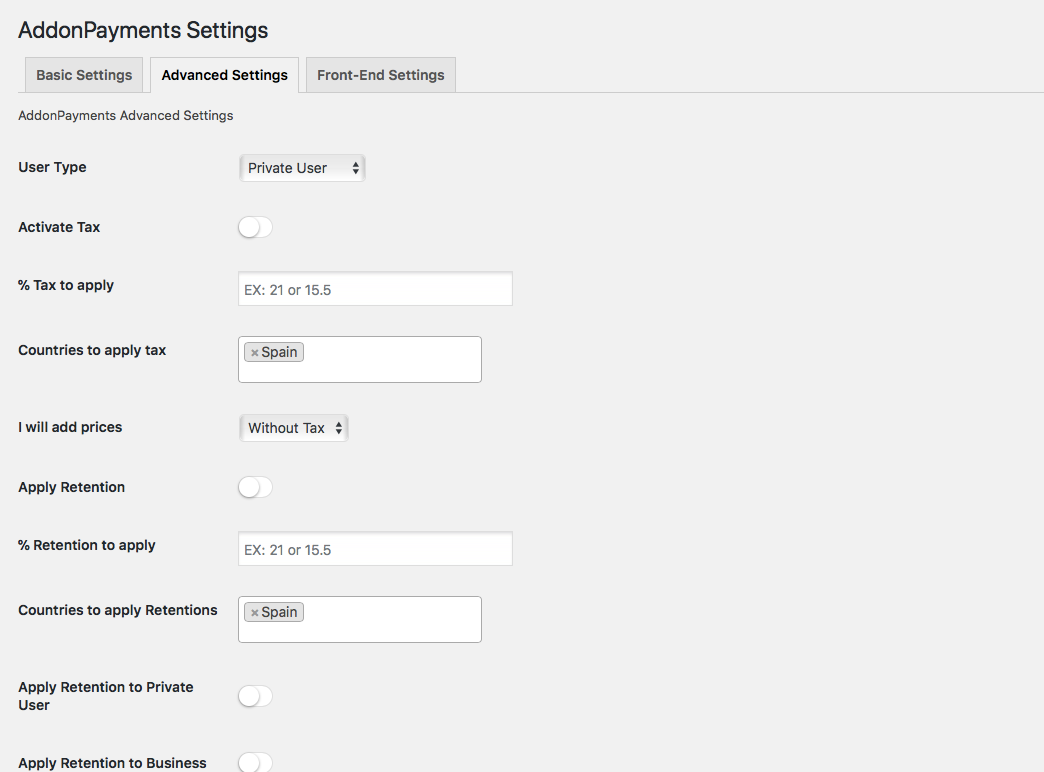 AddonPayments Settings
Basic Settings
Advanced Settings
Front-End Settings
AddonPayments Advanced Settings
User Type
Private User
Activate Tax
% Tax to apply
EX: 21 or 15.5
Countries to apply tax
× Spain
I will add prices
Without Tax
Apply Retention
% Retention to apply
EX: 21 or 15.5
Countries to apply Retentions
× Spain
Apply Retention to Private
User
Apply Retention to Business